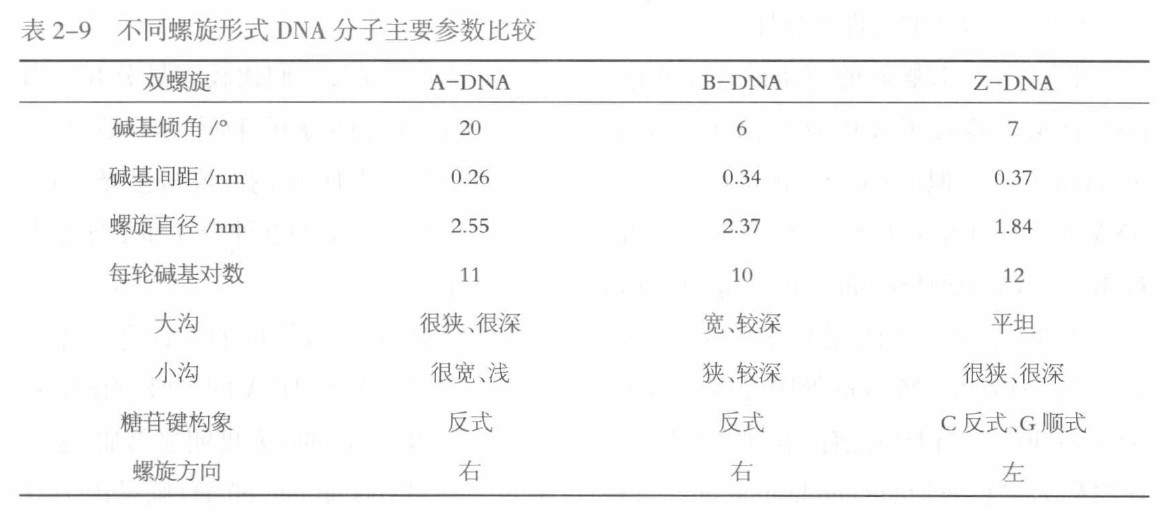 表 2-9 不同螺旋形式 DNA 分子主要参数比较
双螺旋 A-DNA B-DNA Z-DNA
碱基倾角 /° 20 6 7
碱基间距 /nm 0.26 0.34 0.37
螺旋直径 /nm 2.55 2.37 1.84
每轮碱基对数 11 10 12
大沟 很狭、很深 宽、较深 平坦
小沟 很宽、浅 狭、较深 很狭、很深
糖苷键构象 反式 反式 C 反式、G 顺式
螺旋方向 右 右 左